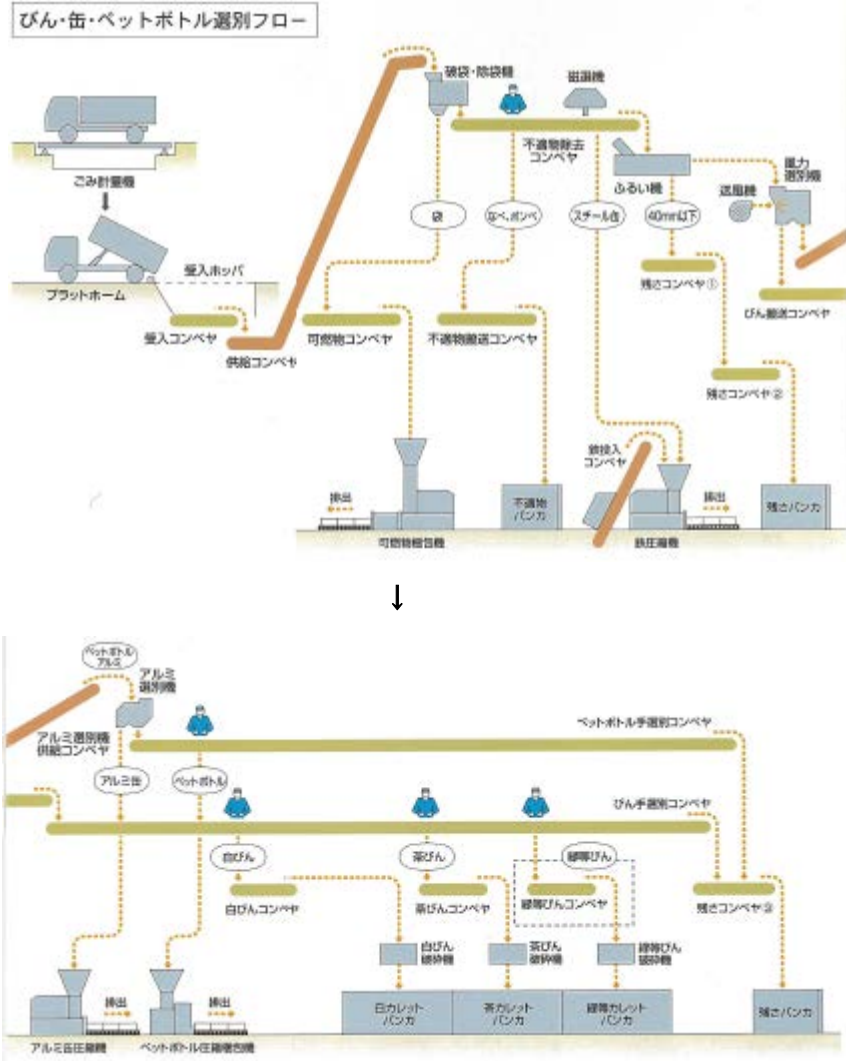 びん・缶・ペットボトル選別フロー
破袋・除袋機
磁選機
不適物除去
コンベヤ
ごみ計量機
ふるい機
風力
選別機
送風機
袋
なべ、ボンベ
スチール缶
40mm以下
受入ホッパ
プラットホーム
残さコンベヤ①
受入コンベヤ
供給コンベヤ
可燃物コンベヤ
不適物搬送コンベヤ
びん搬送コンベヤ
残さコンベヤ②
鉄投入
コンベヤ
排出
不適物
バンカ
排出
残さバンカ
可燃物梱包機
鉄圧縮機
↓
ペットボトル
アルミ
アルミ
選別機
アルミ選別機
供給コンベヤ
ペットボトル手選別コンベヤ
アルミ缶
ペットボトル
びん手選別コンベヤ
白びん
茶びん
緑等びん
白びんコンベヤ
茶びんコンベヤ
緑等びんコンベヤ
残さコンベヤ③
白びん
破砕機
茶びん
破砕機
緑等びん
破砕機
排出
排出
白カレット
バンカ
茶カレット
バンカ
緑等カレット
バンカ
残さバンカ
アルミ缶圧縮機
ペットボトル圧縮梱包機